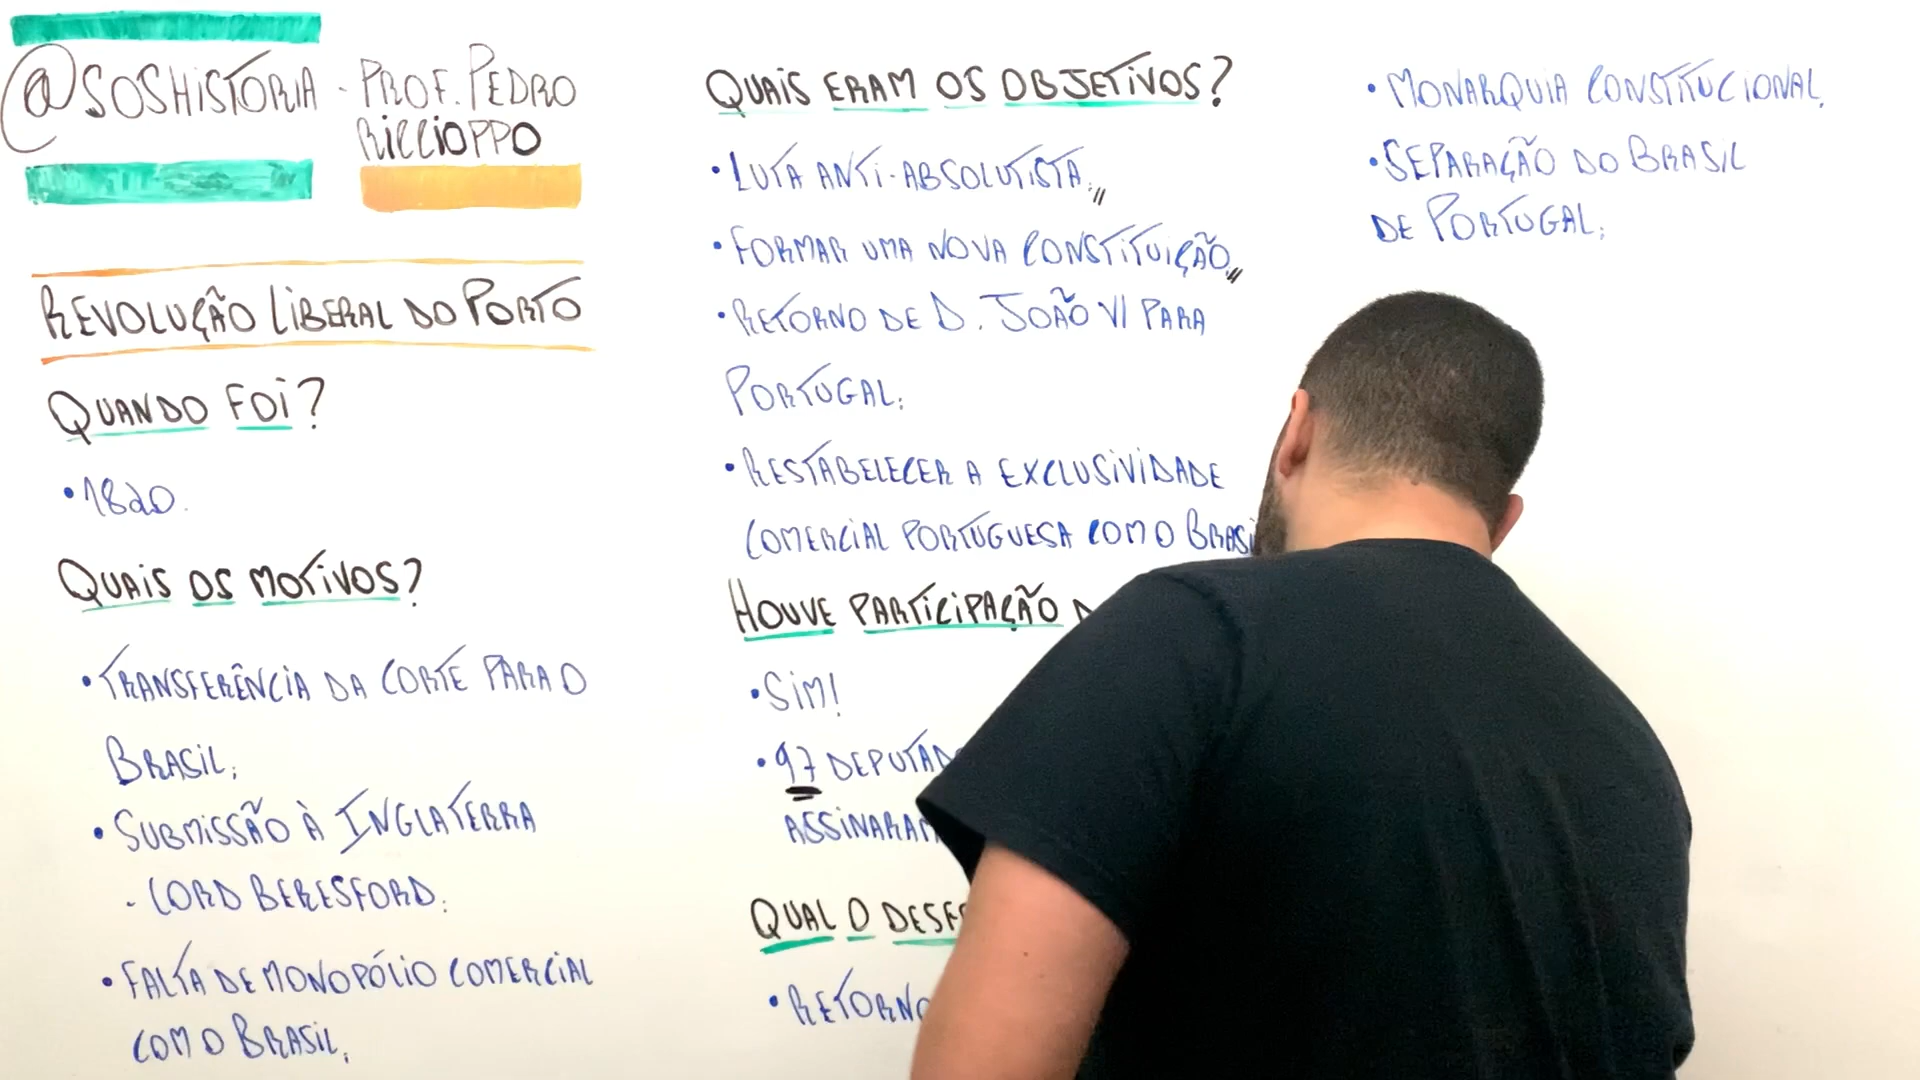 @SOSHISTORIA - PROF. PEDRO
RICCIOPPO
REVOLUÇÃO LIBERAL DO PORTO
QUANDO FOI?
• 1820.
QUAIS OS MOTIVOS?
• TRANSFERÊNCIA DA CORTE PARA O
BRASIL;
• SUBMISSÃO À INGLATERRA
- LORD BERESFORD;
• FALTA DE MONOPÓLIO COMERCIAL
COM O BRASIL;
QUAIS ERAM OS OBJETIVOS?
• LUTA ANTI-ABSOLUTISTA;
• FORMAR UMA NOVA CONSTITUIÇÃO
• RETORNO DE D. JOÃO VI PARA
PORTUGAL;
• RESTABELECER A EXCLUSIVIDADE
COMERCIAL PORTUGUESA COM O BRASI
HOUVE PARTICIPAÇÃO
• SIM!
• 97
ASSINARAM
QUAL O
• RETORNO
• MONARQUIA CONSTITUCIONAL,
• SEPARAÇÃO DO BRASIL
DE PORTUGAL;